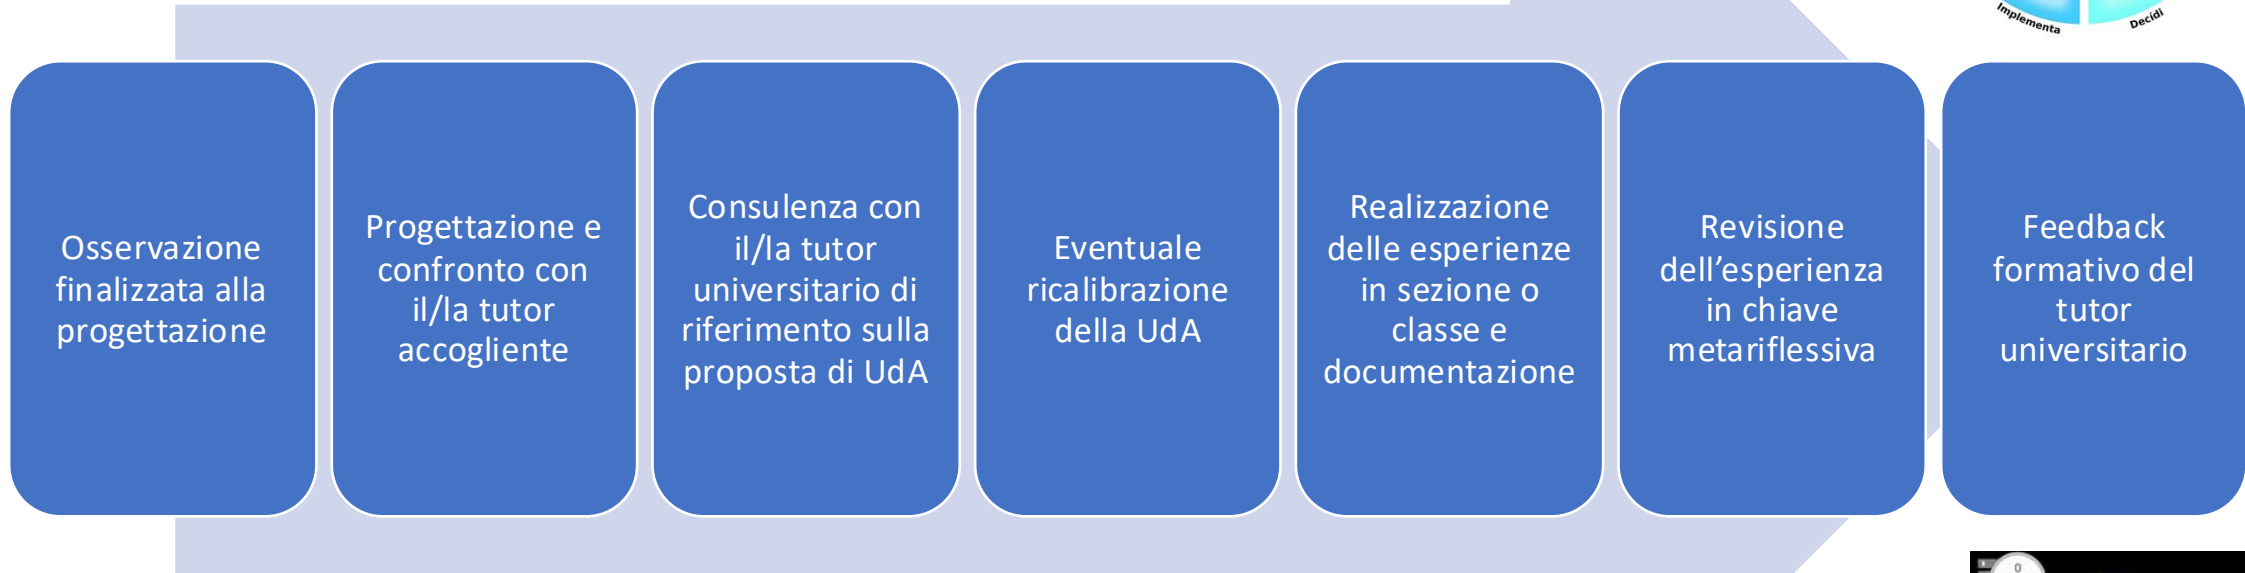 Implementa
Decidi
Osservazione
finalizzata alla
progettazione
Progettazione e
confronto con
il/la tutor
accogliente
Consulenza con
il/la tutor
universitario di
riferimento sulla
proposta di UdA
Eventuale
ricalibrazione
della UdA
Realizzazione
delle esperienze
in sezione o
classe e
documentazione
Revisione
dell’esperienza
in chiave
metariflessiva
Feedback
formativo del
tutor
universitario
0